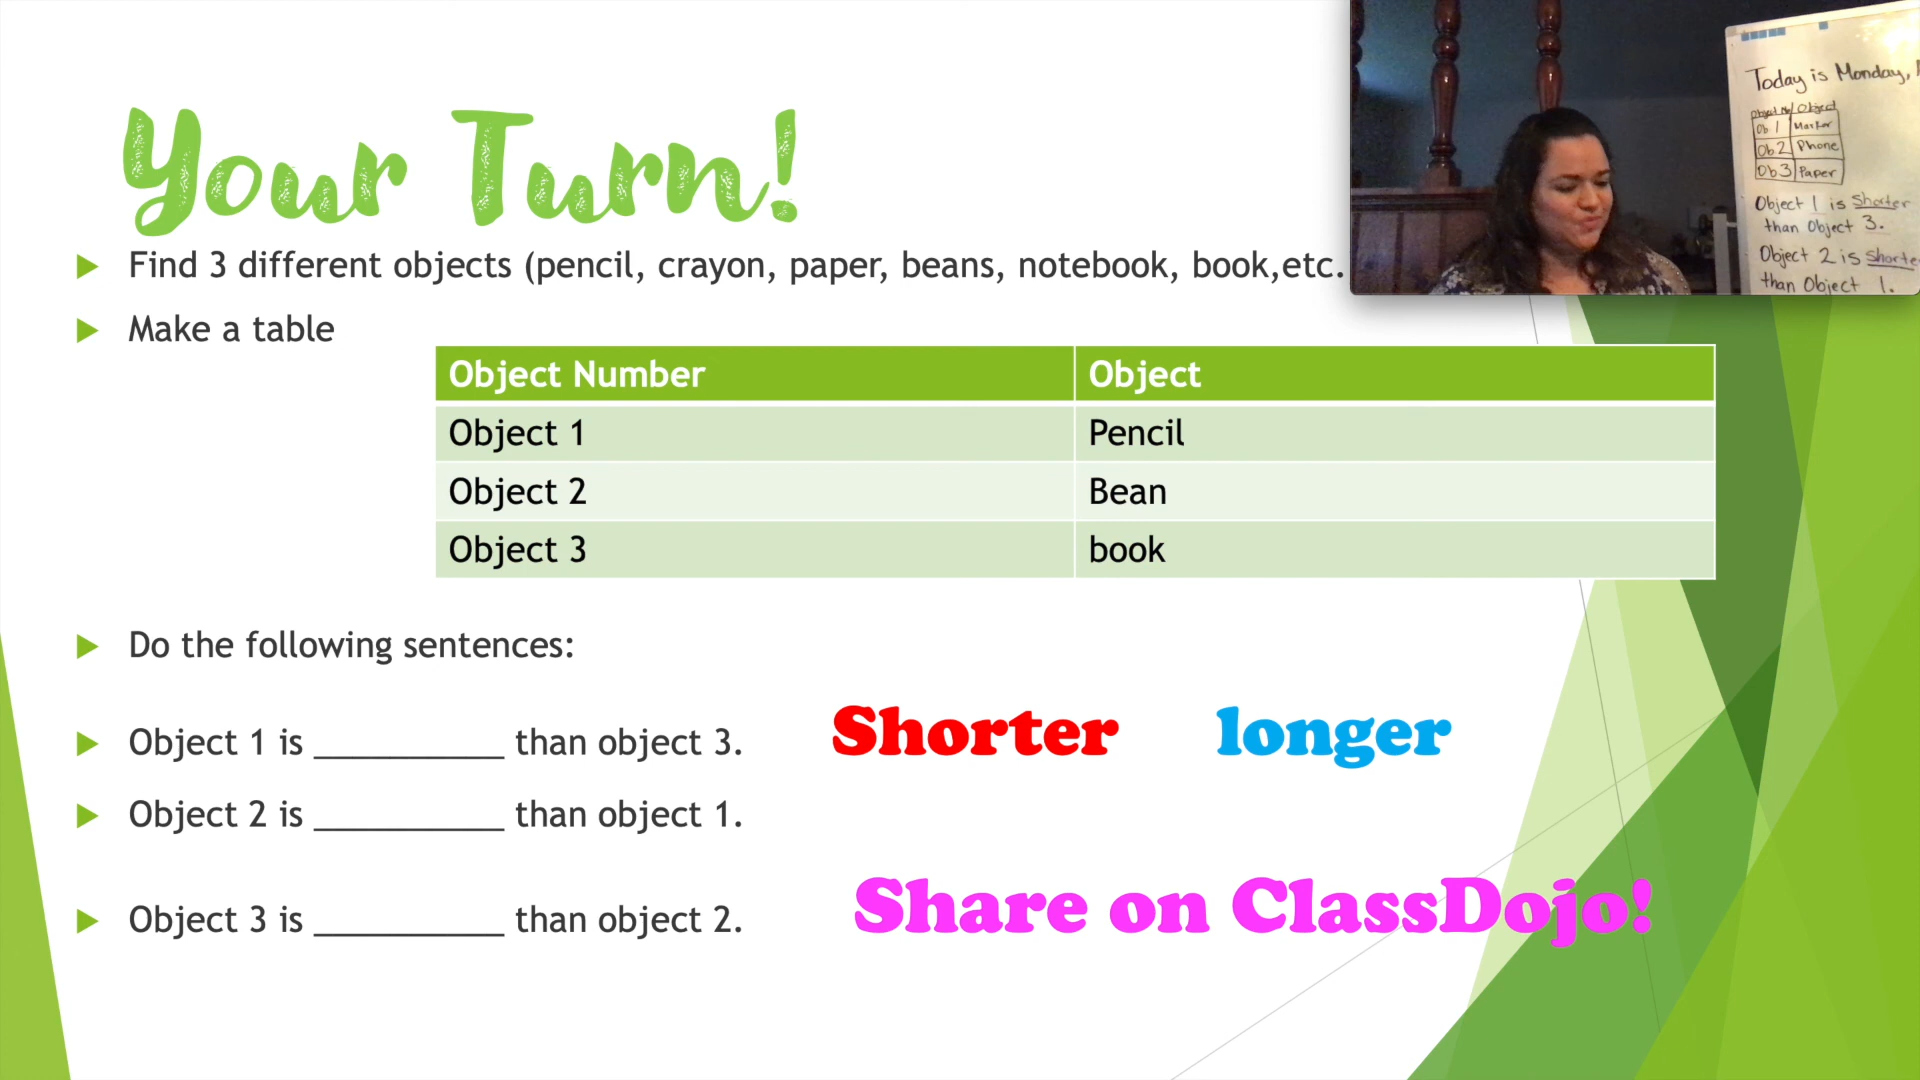 Your Turn!
Find 3 different objects (pencil, crayon, paper, beans, notebook, book,etc.
Make a table
Object Number Object
Object 1 Pencil
Object 2 Bean
Object 3 book
Do the following sentences:
Object 1 is __________ than object 3.
Object 2 is __________ than object 1.
Object 3 is __________ than object 2.
Shorter longer
Share on ClassDojo!
Today is Monday,
Object
Ob 1 Marker
Ob 2 Phone
Ob 3 Paper
Object 1 is Shorter
than Object 3.
Object 2 is shorte
than Object 1.